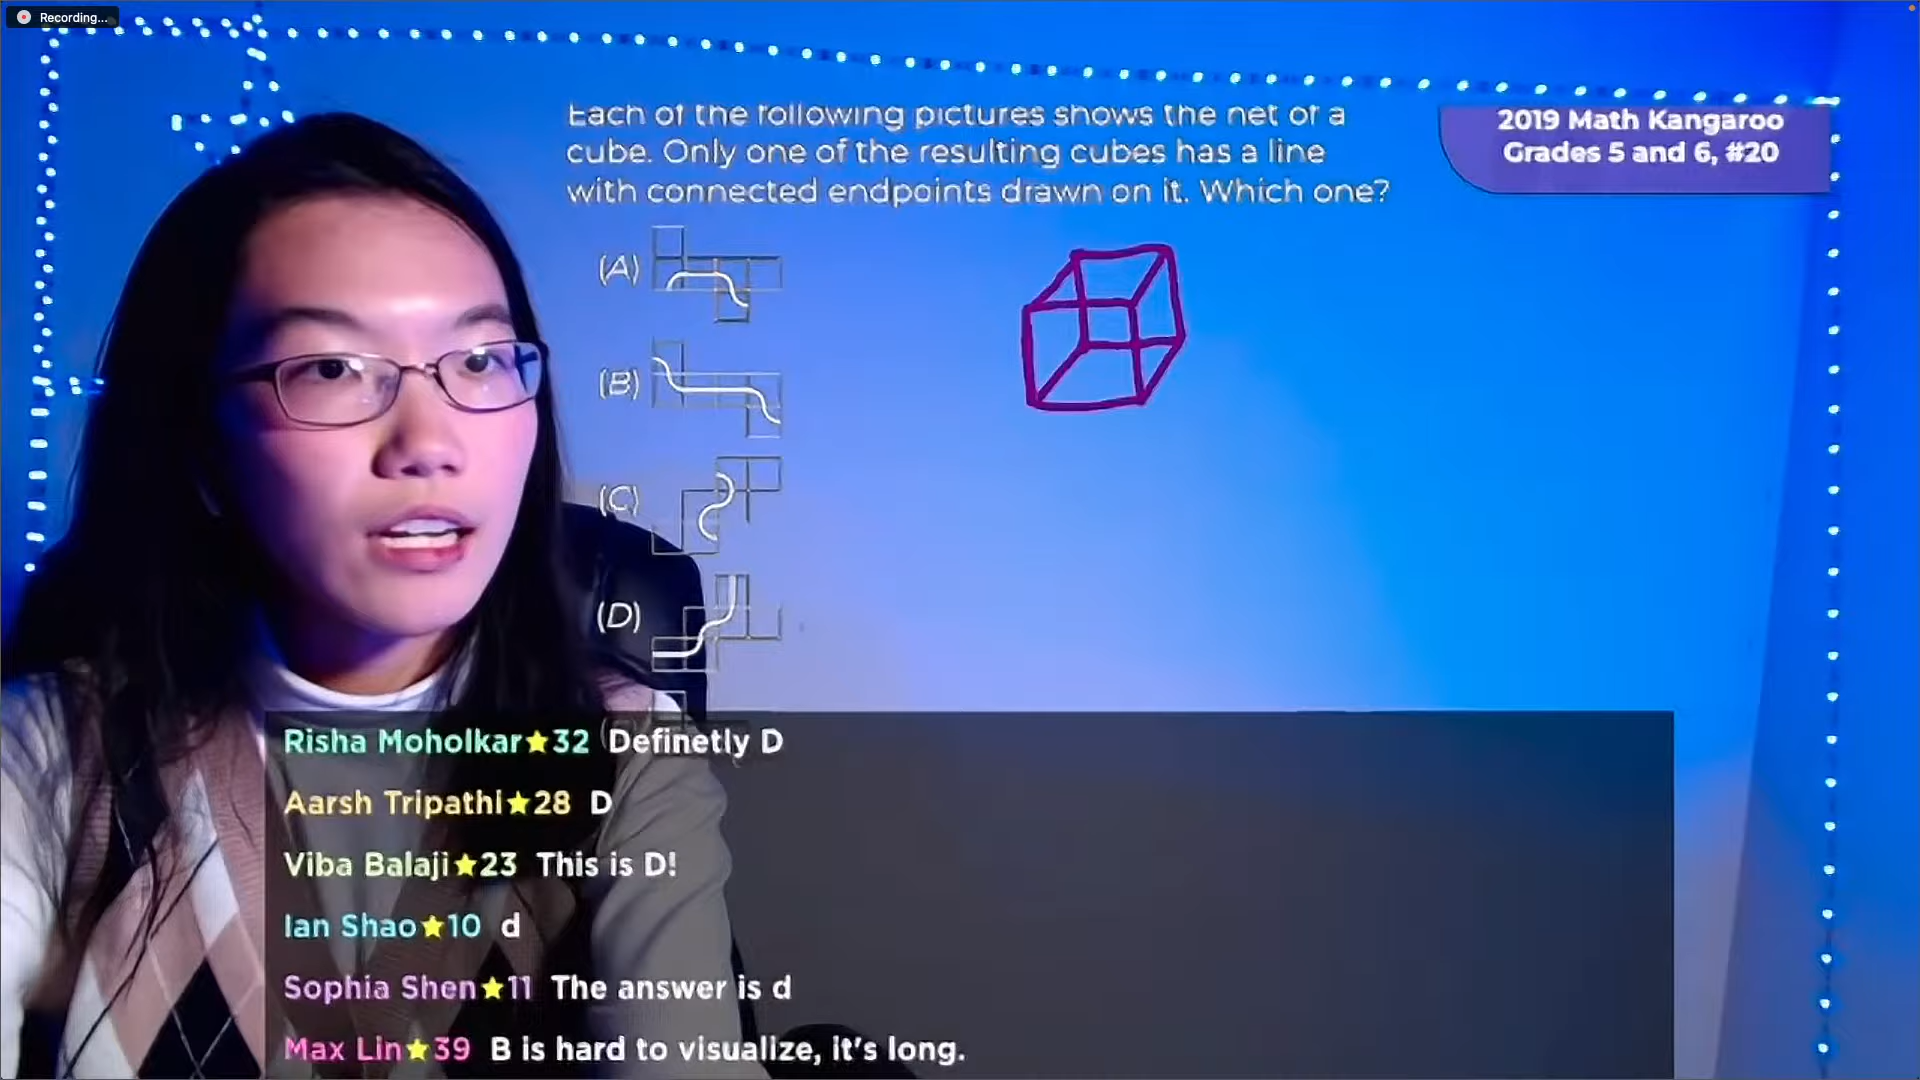 Recording...
Each of the following pictures shows the net of a
cube. Only one of the resulting cubes has a line
with connected endpoints drawn on it. Which one?
2019 Math Kangaroo
Grades 5 and 6, #20
(A)
(B)
(C)
(D)
Risha Moholkar★32 Definetly D
Aarsh Tripathi★28 D
Viba Balaji★23 This is D!
Ian Shao★10 d
Sophia Shen★11 The answer is d
Max Lin★39 B is hard to visualize, it's long.